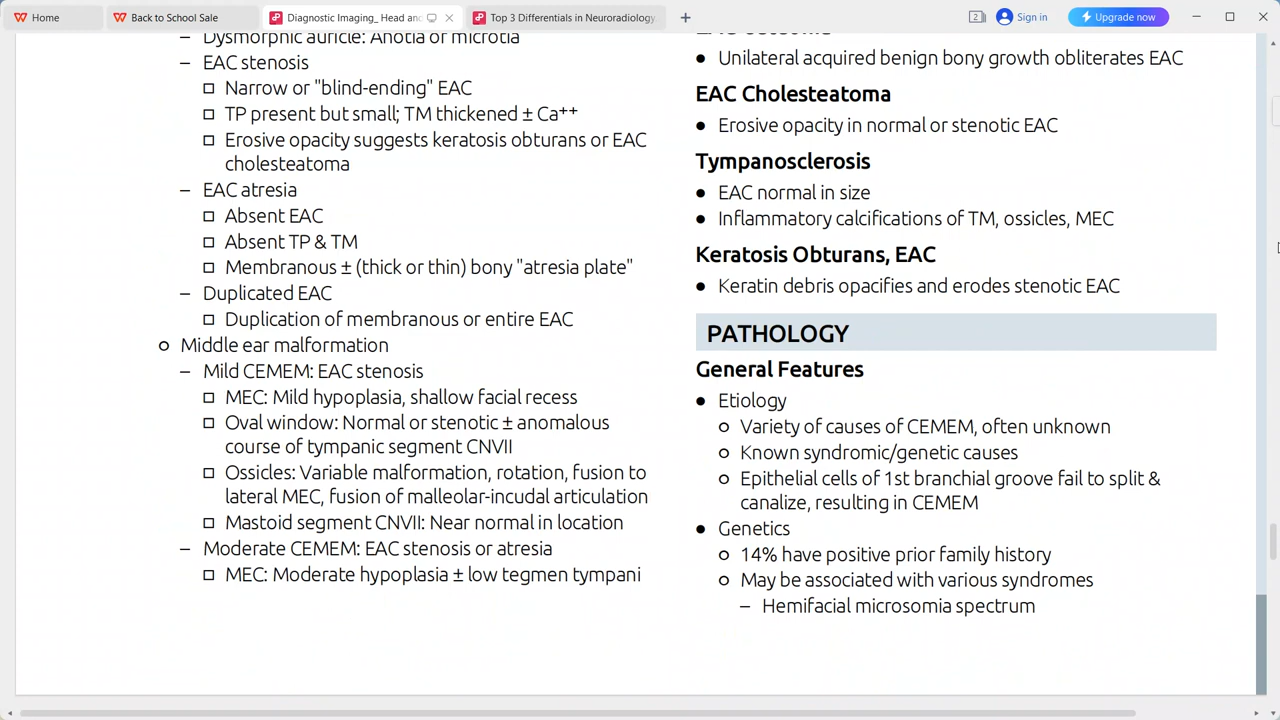 Home
Back to School Sale
Diagnostic Imaging_ Head an
Top 3 Differentials in Neuroradiology
2
Sign in
Upgrade now
– Dysmorphic auricle: Anotia or microtia
– EAC stenosis
□ Narrow or "blind-ending" EAC
□ TP present but small; TM thickened ± Ca⁺⁺
□ Erosive opacity suggests keratosis obturans or EAC
cholesteatoma
– EAC atresia
□ Absent EAC
□ Absent TP & TM
□ Membranous ± (thick or thin) bony "atresia plate"
– Duplicated EAC
□ Duplication of membranous or entire EAC
○ Middle ear malformation
– Mild CEMEM: EAC stenosis
□ MEC: Mild hypoplasia, shallow facial recess
□ Oval window: Normal or stenotic ± anomalous
course of tympanic segment CNVII
□ Ossicles: Variable malformation, rotation, fusion to
lateral MEC, fusion of malleolar-incudal articulation
□ Mastoid segment CNVII: Near normal in location
– Moderate CEMEM: EAC stenosis or atresia
□ MEC: Moderate hypoplasia ± low tegmen tympani
● Unilateral acquired benign bony growth obliterates EAC
EAC Cholesteatoma
● Erosive opacity in normal or stenotic EAC
Tympanosclerosis
● EAC normal in size
● Inflammatory calcifications of TM, ossicles, MEC
Keratosis Obturans, EAC
● Keratin debris opacifies and erodes stenotic EAC
PATHOLOGY
General Features
● Etiology
○ Variety of causes of CEMEM, often unknown
○ Known syndromic/genetic causes
○ Epithelial cells of 1st branchial groove fail to split &
canalize, resulting in CEMEM
● Genetics
○ 14% have positive prior family history
○ May be associated with various syndromes
– Hemifacial microsomia spectrum